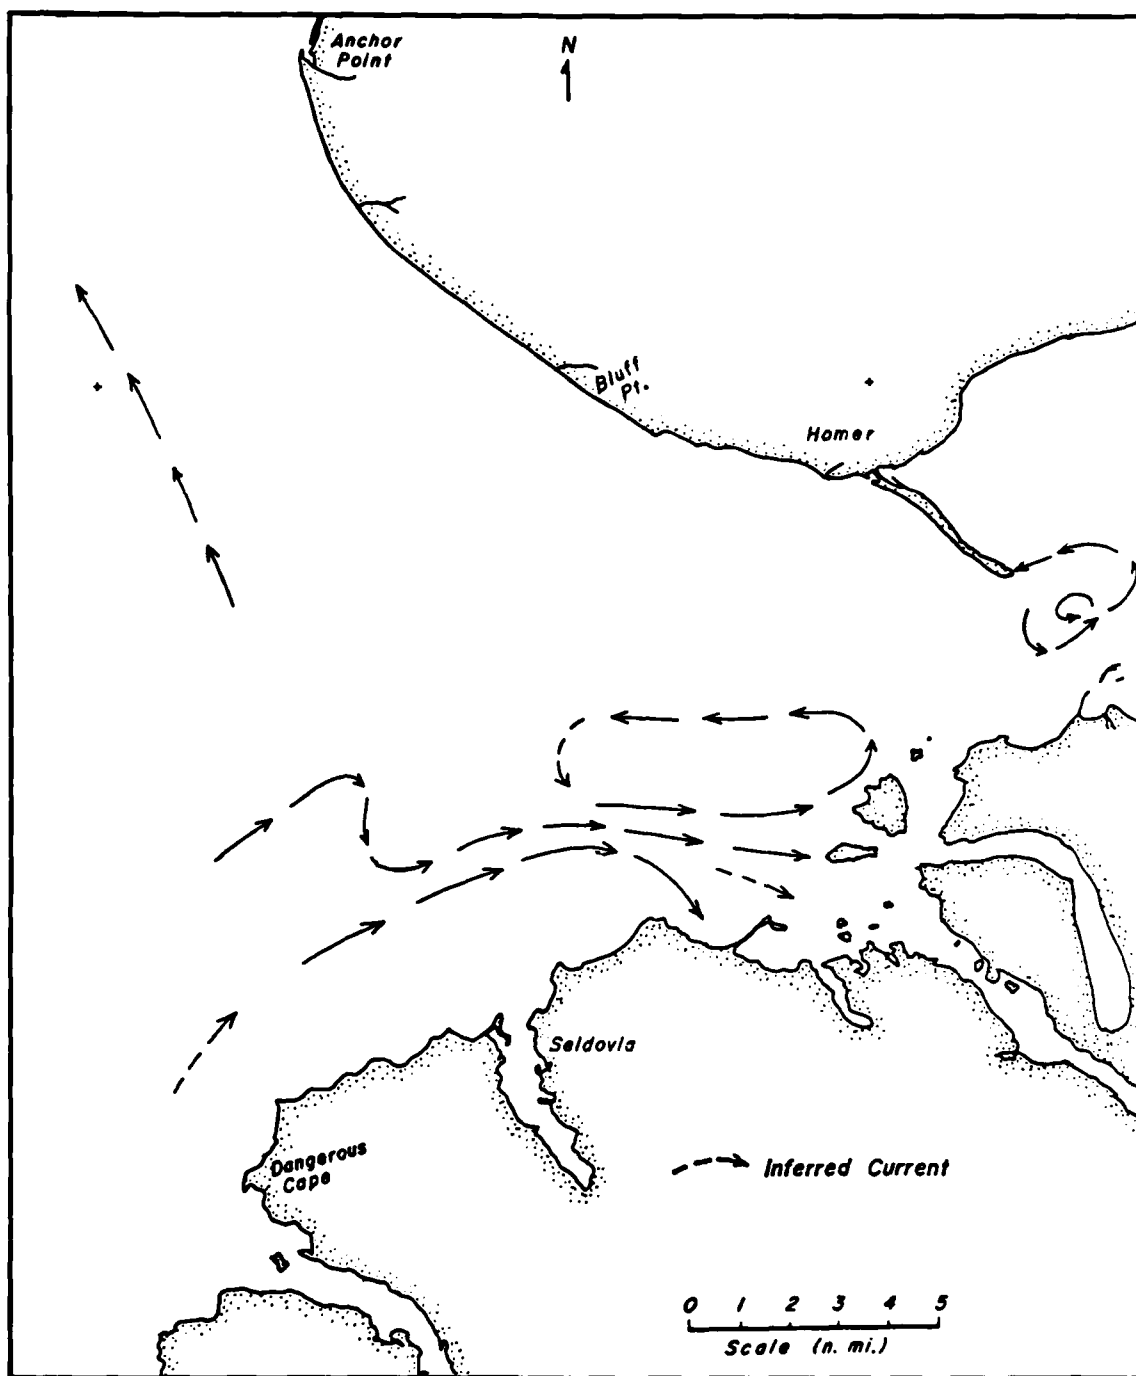 Anchor
Point
N
Bluff
Pt.
Homer
Seldovia
Dangerous
Cape
Inferred Current
0 1 2 3 4 5
Scale (n. mi.)